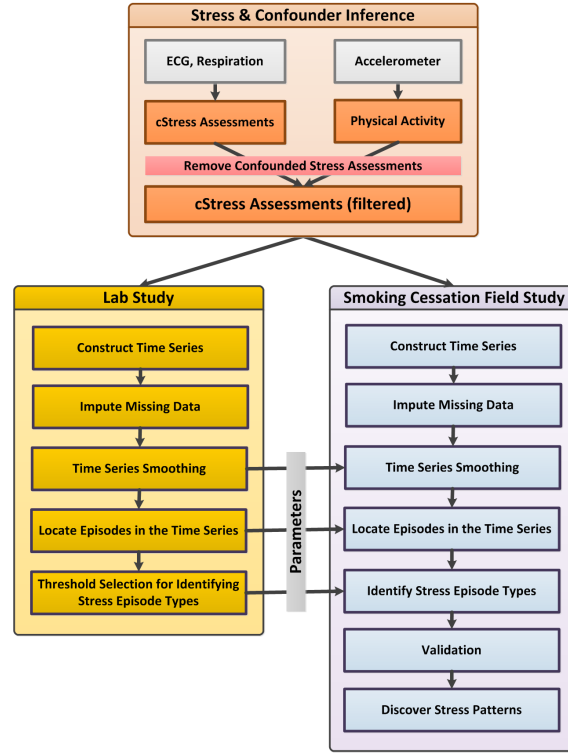 Stress & Confounder Inference
ECG, Respiration
Accelerometer
cStress Assessments
Physical Activity
Remove Confounded Stress Assessments
cStress Assessments (filtered)
Lab Study
Construct Time Series
Impute Missing Data
Time Series Smoothing
Locate Episodes in the Time Series
Threshold Selection for Identifying
Stress Episode Types
Parameters
Smoking Cessation Field Study
Construct Time Series
Impute Missing Data
Time Series Smoothing
Locate Episodes in the Time Series
Identify Stress Episode Types
Validation
Discover Stress Patterns